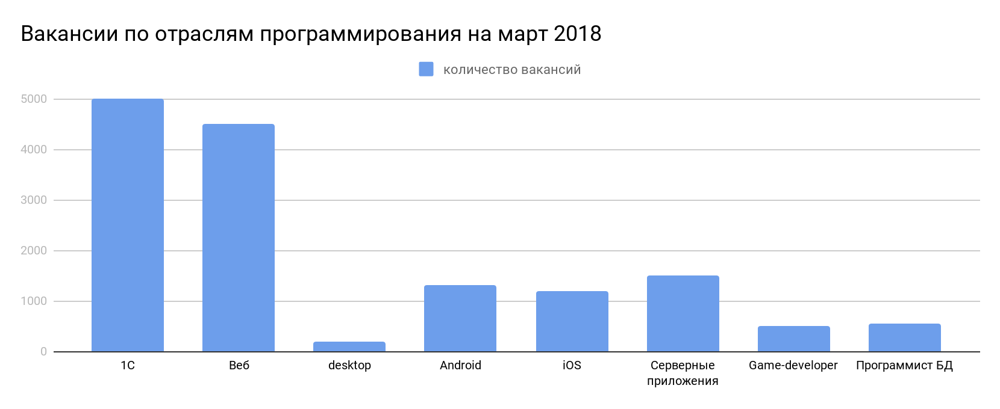 Вакансии по отраслям программирования на март 2018
количество вакансий
5000
4000
3000
2000
1000
0
1С
Веб
desktop
Android
iOS
Серверные
приложения
Game-developer
Программист БД